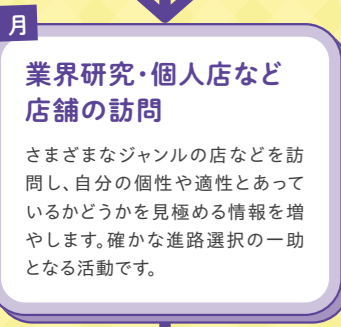 月
業界研究・個人店など
店舗の訪問
さまざまなジャンルの店などを訪
問し、自分の個性や適性とあって
いるかどうかを見極める情報を増
やします。確かな進路選択の一助
となる活動です。